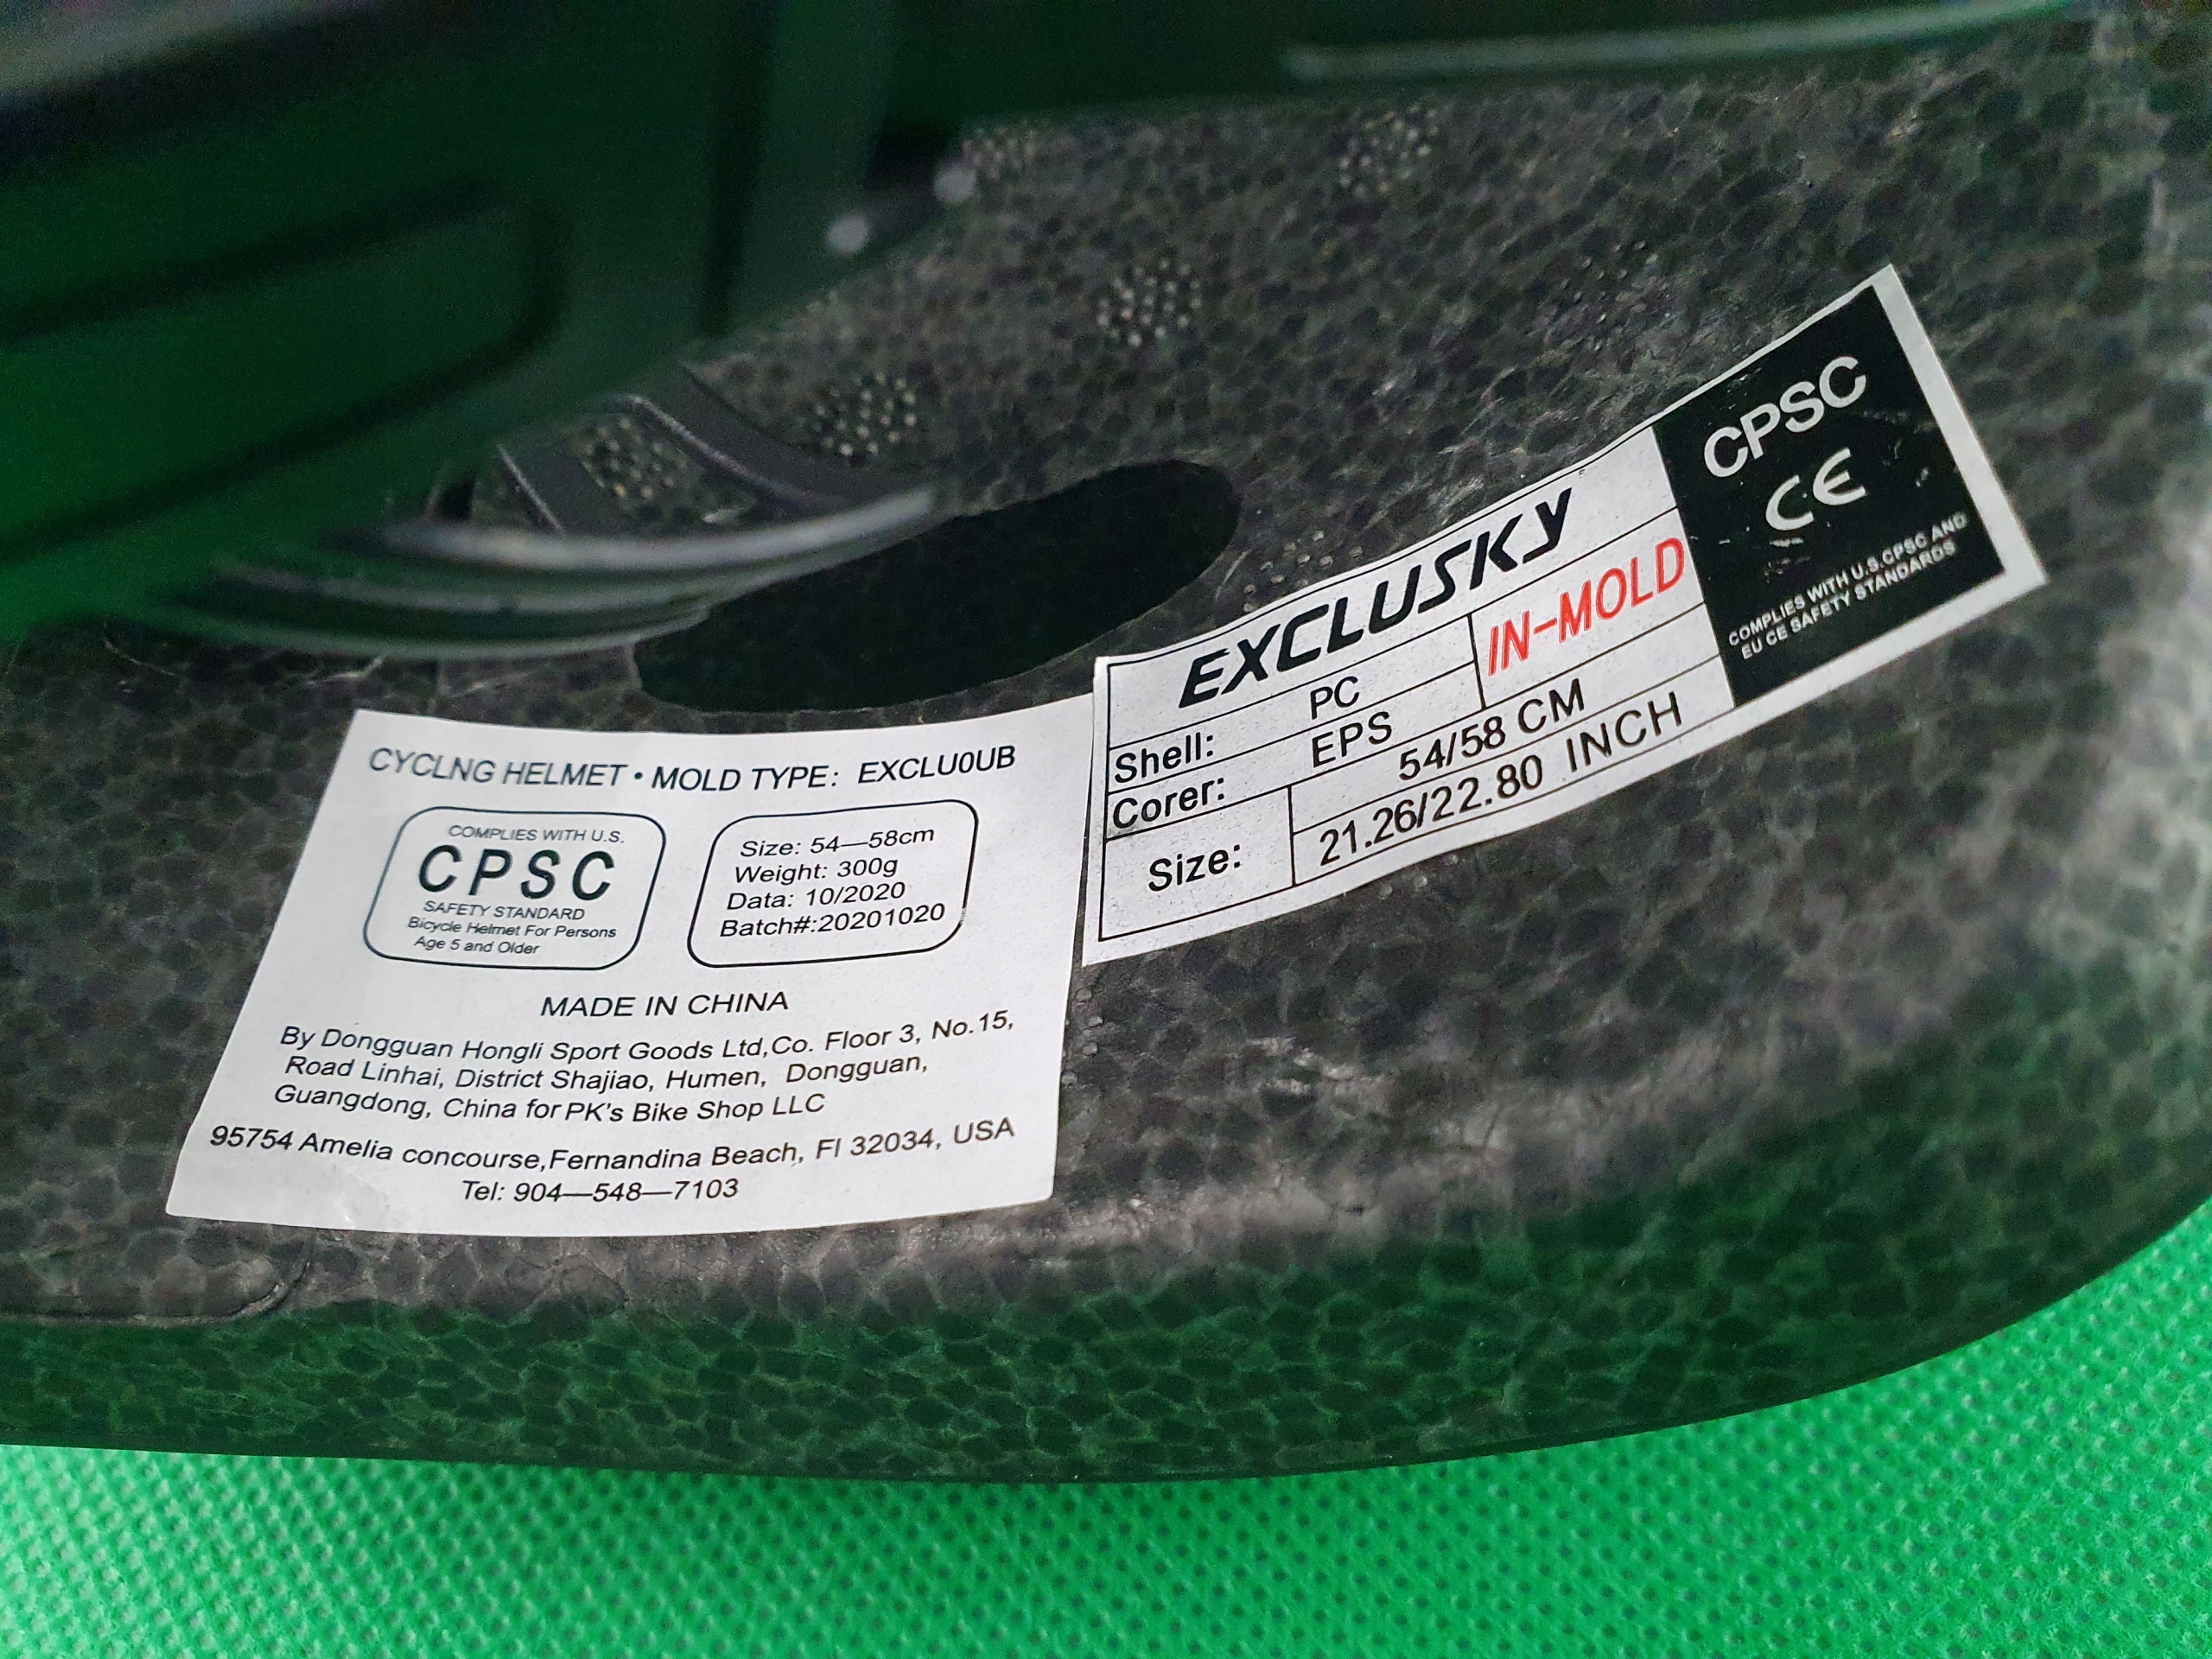 CYCLNG HELMET • MOLD TYPE: EXCLU0UB
COMPLIES WITH U.S.
CPSC
SAFETY STANDARD
Bicycle Helmet For Persons
Age 5 and Older
Size: 54—58cm
Weight: 300g
Data: 10/2020
Batch#:20201020
MADE IN CHINA
By Dongguan Hongli Sport Goods Ltd,Co. Floor 3, No.15,
Road Linhai, District Shajiao, Humen, Dongguan,
Guangdong, China for PK's Bike Shop LLC
95754 Amelia concourse,Fernandina Beach, Fl 32034, USA
Tel: 904—548—7103
EXCLUSKY
Shell: PC
IN-MOLD
Corer: EPS
Size: 54/58 CM
21.26/22.80 INCH
CPSC
CE
COMPLIES WITH U.S.CPSC AND
EU CE SAFETY STANDARDS